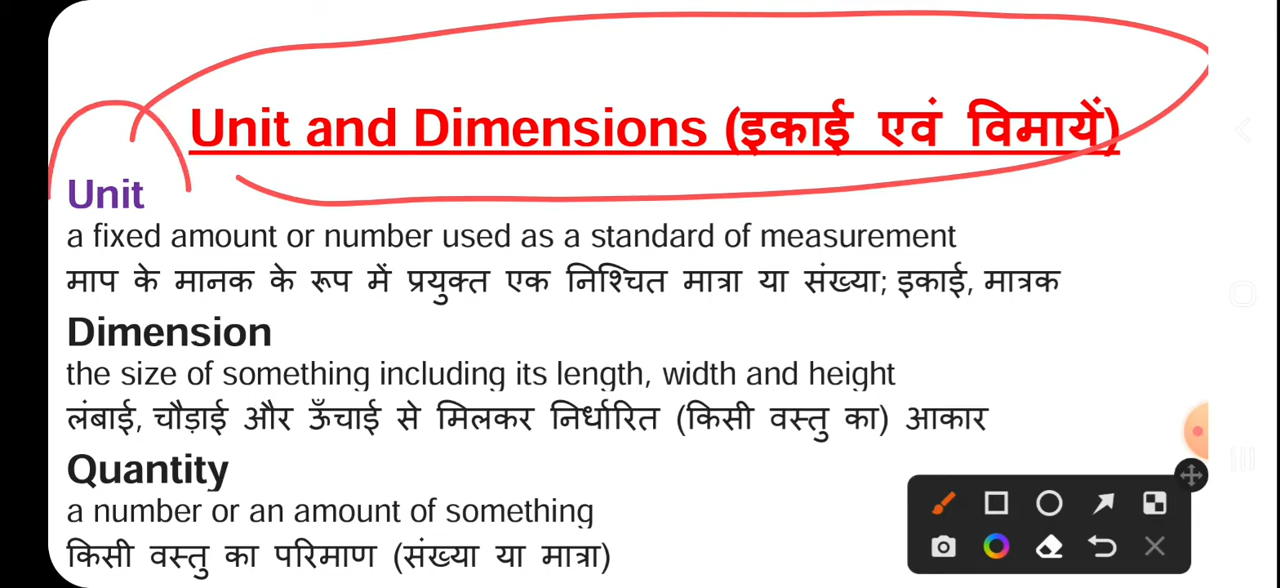 Unit and Dimensions (इकाई एवं विमायें)
Unit
a fixed amount or number used as a standard of measurement
माप के मानक के रूप में प्रयुक्त एक निश्चित मात्रा या संख्या; इकाई, मात्रक
Dimension
the size of something including its length, width and height
लंबाई, चौड़ाई और ऊँचाई से मिलकर निर्धारित (किसी वस्तु का) आकार
Quantity
a number or an amount of something
किसी वस्तु का परिमाण (संख्या या मात्रा)